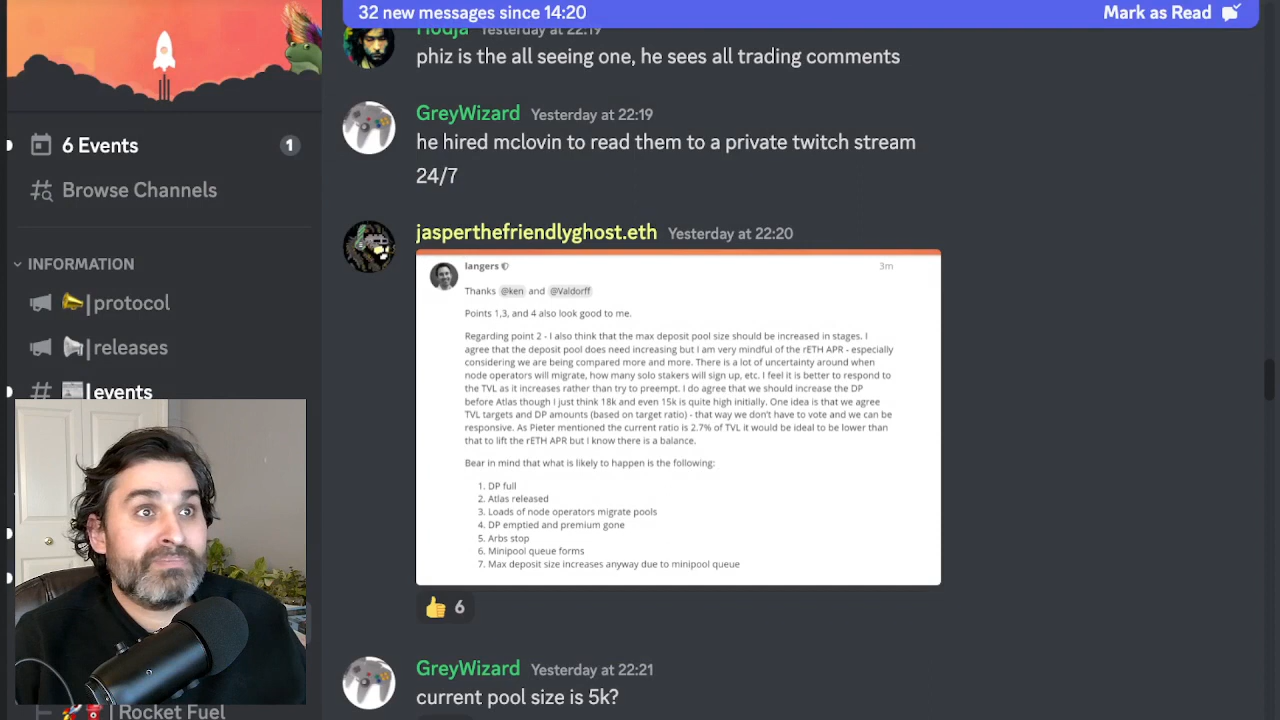 32 new messages since 14:20
Mark as Read
6 Events
1
Browse Channels
INFORMATION
protocol
releases
events
Rocket Fuel
Hodja Yesterday at 22:19
phiz is the all seeing one, he sees all trading comments
GreyWizard Yesterday at 22:19
he hired mclovin to read them to a private twitch stream
24/7
jasperthefriendlyghost.eth Yesterday at 22:20
langers 3m
Thanks @ken and @Valdorff
Points 1,3, and 4 also look good to me.
Regarding point 2 - I also think that the max deposit pool size should be increased in stages. I
agree that the deposit pool does need increasing but I am very mindful of the rETH APR - especially
considering we are being compared more and more. There is a lot of uncertainty around when
node operators will migrate, how many solo stakers will sign up, etc. I feel it is better to respond to
the TVL as it increases rather than try to preempt. I do agree that we should increase the DP
before Atlas though I just think 18k and even 15k is quite high initially. One idea is that we agree
TVL targets and DP amounts (based on target ratio) - that way we don't have to vote and we can be
responsive. As Pieter mentioned the current ratio is 2.7% of TVL it would be ideal to be lower than
that to lift the rETH APR but I know there is a balance.
Bear in mind that what is likely to happen is the following:
1. DP full
2. Atlas released
3. Loads of node operators migrate pools
4. DP emptied and premium gone
5. Arbs stop
6. Minipool queue forms
7. Max deposit size increases anyway due to minipool queue
6
GreyWizard Yesterday at 22:21
current pool size is 5k?